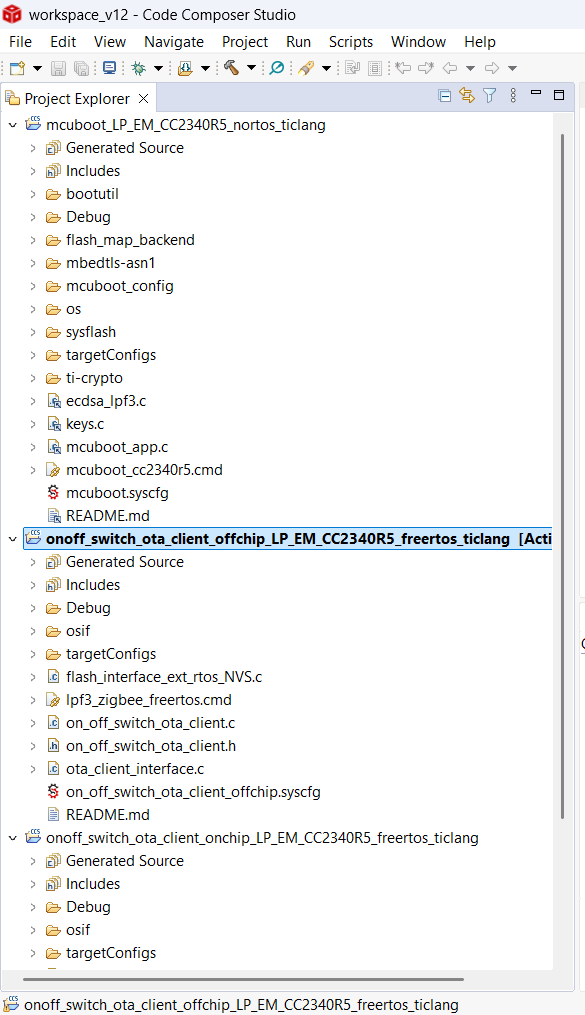 workspace_v12 - Code Composer Studio
File Edit View Navigate Project Run Scripts Window Help
Project Explorer
mcuboot_LP_EM_CC2340R5_nortos_ticlang
Generated Source
Includes
bootutil
Debug
flash_map_backend
mbedtls-asn1
mcuboot_config
os
sysflash
targetConfigs
ti-crypto
ecdsa_lpf3.c
keys.c
mcuboot_app.c
mcuboot_cc2340r5.cmd
mcuboot.syscfg
README.md
onoff_switch_ota_client_offchip_LP_EM_CC2340R5_freertos_ticlang [Acti
Generated Source
Includes
Debug
osif
targetConfigs
flash_interface_ext_rtos_NVS.c
lpf3_zigbee_freertos.cmd
on_off_switch_ota_client.c
on_off_switch_ota_client.h
ota_client_interface.c
on_off_switch_ota_client_offchip.syscfg
README.md
onoff_switch_ota_client_onchip_LP_EM_CC2340R5_freertos_ticlang
Generated Source
Includes
Debug
osif
targetConfigs
onoff_switch_ota_client_offchip_LP_EM_CC2340R5_freertos_ticlang